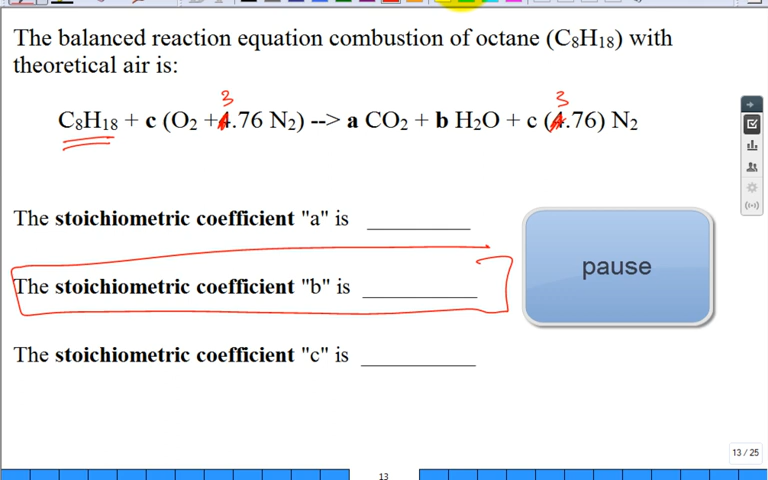 The balanced reaction equation combustion of octane (C₈H₁₈) with
theoretical air is:
3 3
C₈H₁₈ + c (O₂ + 4.76 N₂) --> a CO₂ + b H₂O + c (4.76) N₂
The stoichiometric coefficient "a" is
The stoichiometric coefficient "b" is
pause
The stoichiometric coefficient "c" is
13 / 25
13